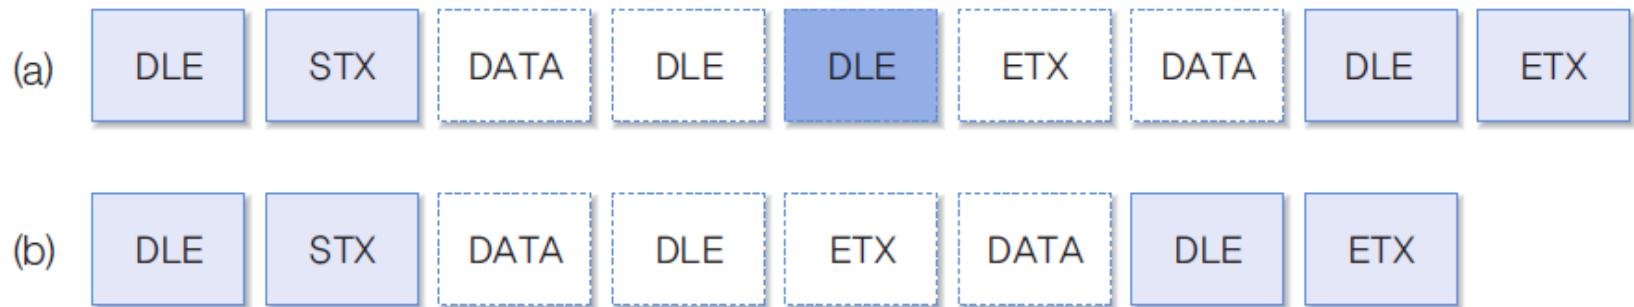 (a) DLE STX DATA DLE DLE ETX DATA DLE ETX
(b) DLE STX DATA DLE ETX DATA DLE ETX